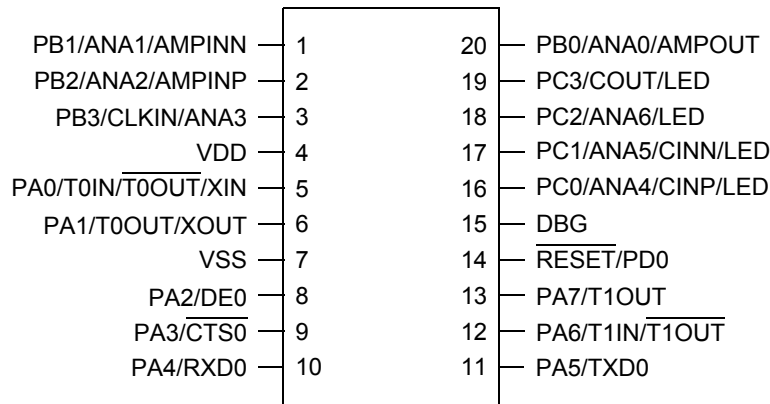 PB1/ANA1/AMPINN 1 20 PB0/ANA0/AMPOUT
PB2/ANA2/AMPINP 2 19 PC3/COUT/LED
PB3/CLKIN/ANA3 3 18 PC2/ANA6/LED
VDD 4 17 PC1/ANA5/CINN/LED
PA0/T0IN/T0OUT/XIN 5 16 PC0/ANA4/CINP/LED
PA1/T0OUT/XOUT 6 15 DBG
VSS 7 14 RESET/PD0
PA2/DE0 8 13 PA7/T1OUT
PA3/CTS0 9 12 PA6/T1IN/T1OUT
PA4/RXD0 10 11 PA5/TXD0